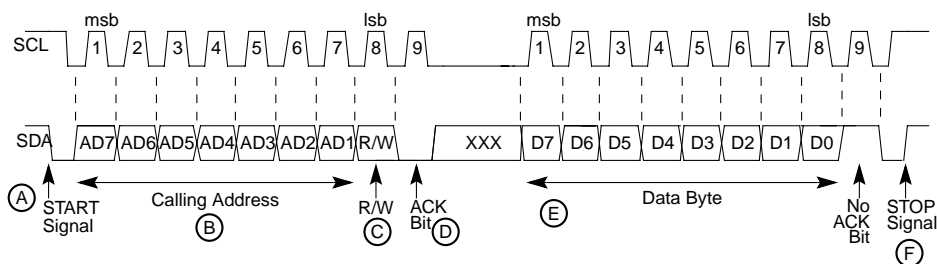 msb lsb msb lsb
SCL 1 2 3 4 5 6 7 8 9 1 2 3 4 5 6 7 8 9
SDA AD7 AD6 AD5 AD4 AD3 AD2 AD1 R/W XXX D7 D6 D5 D4 D3 D2 D1 D0
A START Signal
Calling Address
B
R/W
C
ACK
Bit D
E
Data Byte
No
ACK
Bit
STOP
Signal
F